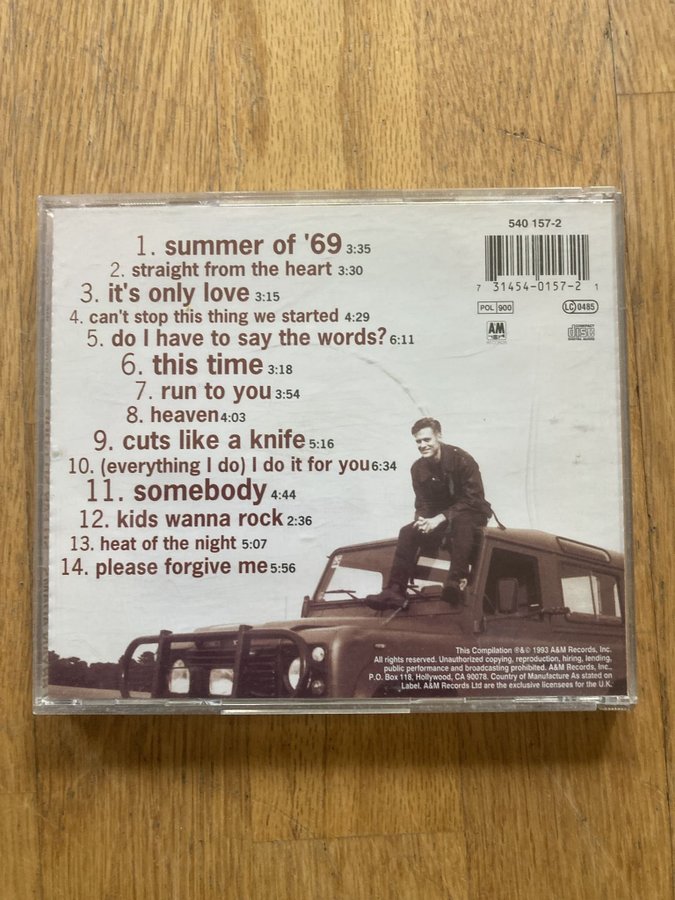 540 157-2
7 31454-0157-2 1
POL 900
LC 0485
AM
RECORDS
COMPACT
disc
DIGITAL AUDIO
1. summer of '69 3:35
2. straight from the heart 3:30
3. it's only love 3:15
4. can't stop this thing we started 4:29
5. do I have to say the words? 6:11
6. this time 3:18
7. run to you 3:54
8. heaven 4:03
9. cuts like a knife 5:16
10. (everything I do) I do it for you 6:34
11. somebody 4:44
12. kids wanna rock 2:36
13. heat of the night 5:07
14. please forgive me 5:56
This Compilation ℗&© 1993 A&M Records, Inc.
All rights reserved. Unauthorized copying, reproduction, hiring, lending,
public performance and broadcasting prohibited. A&M Records, Inc.,
P.O. Box 118, Hollywood, CA 90078. Country of Manufacture As stated on
Label. A&M Records Ltd are the exclusive licensees for the U.K.